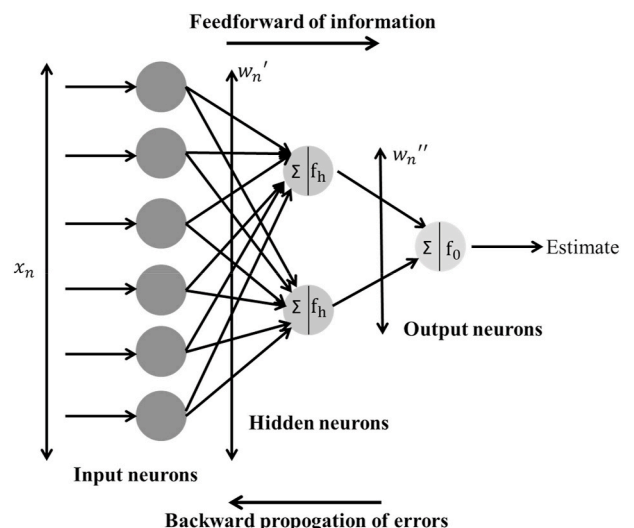 Feedforward of information
wₙ′
wₙ″
Σ fₕ
xₙ
Σ f₀
Estimate
Σ fₕ
Output neurons
Hidden neurons
Input neurons
Backward propogation of errors